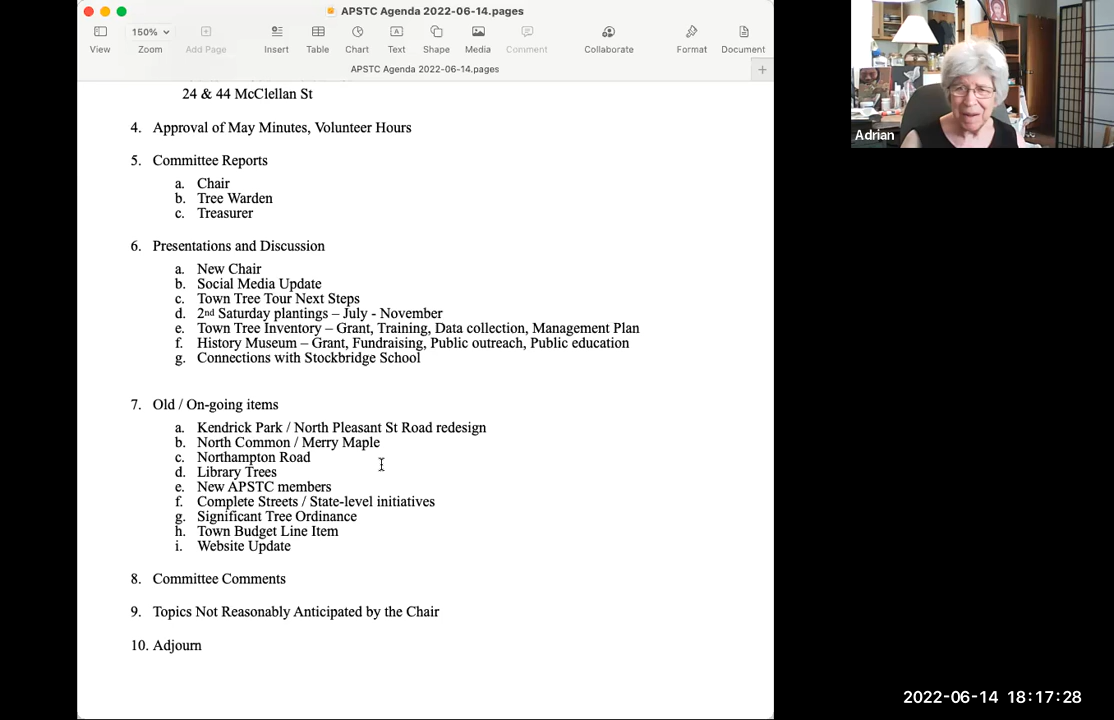 APSTC Agenda 2022-06-14.pages
150%
View
Zoom
Add Page
Insert
Table
Chart
Text
Shape
Media
Comment
Collaborate
Format
Document
APSTC Agenda 2022-06-14.pages
24 & 44 McClellan St
4. Approval of May Minutes, Volunteer Hours
5. Committee Reports
a. Chair
b. Tree Warden
c. Treasurer
6. Presentations and Discussion
a. New Chair
b. Social Media Update
c. Town Tree Tour Next Steps
d. 2nd Saturday plantings – July - November
e. Town Tree Inventory – Grant, Training, Data collection, Management Plan
f. History Museum – Grant, Fundraising, Public outreach, Public education
g. Connections with Stockbridge School
7. Old / On-going items
a. Kendrick Park / North Pleasant St Road redesign
b. North Common / Merry Maple
c. Northampton Road
d. Library Trees
e. New APSTC members
f. Complete Streets / State-level initiatives
g. Significant Tree Ordinance
h. Town Budget Line Item
i. Website Update
8. Committee Comments
9. Topics Not Reasonably Anticipated by the Chair
10. Adjourn
Adrian
2022-06-14 18:17:28